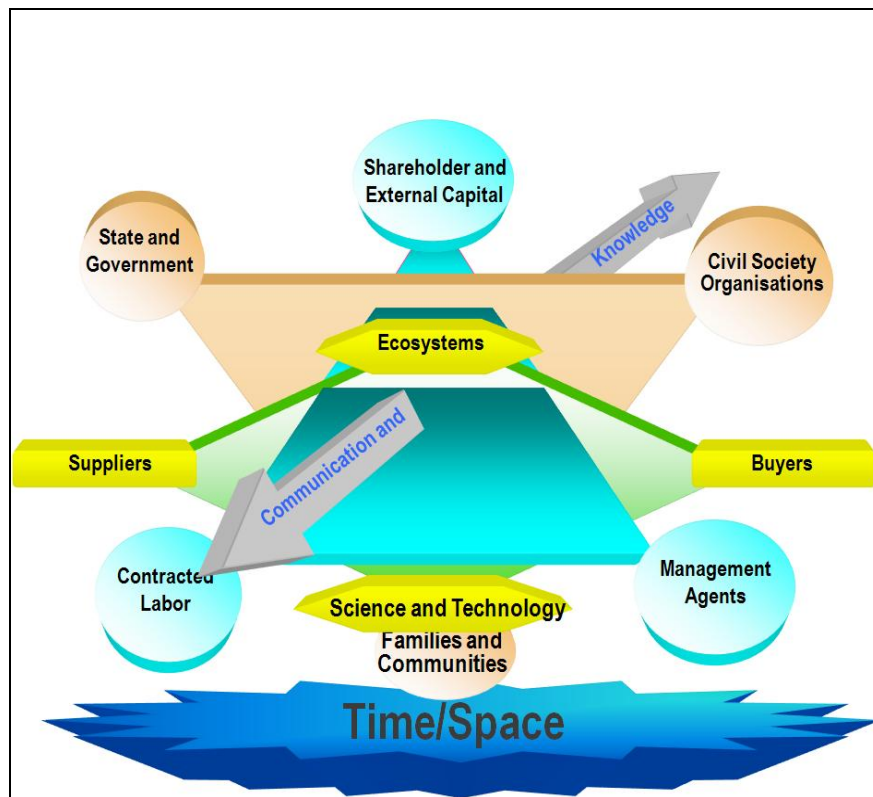 Shareholder and
External Capital
State and
Government
Knowledge
Civil Society
Organisations
Ecosystems
Suppliers
Buyers
Communication and
Contracted
Labor
Management
Agents
Science and Technology
Families and
Communities
Time/Space